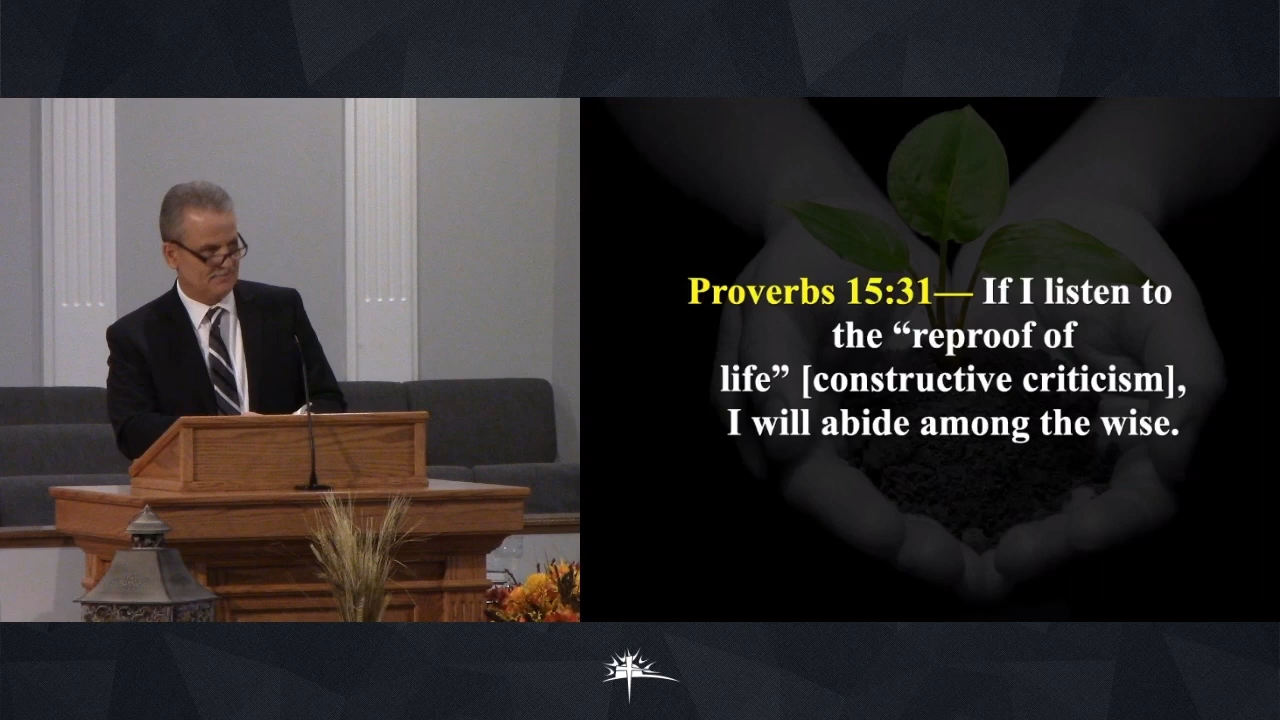 Proverbs 15:31— If I listen to
the “reproof of
life” [constructive criticism],
I will abide among the wise.